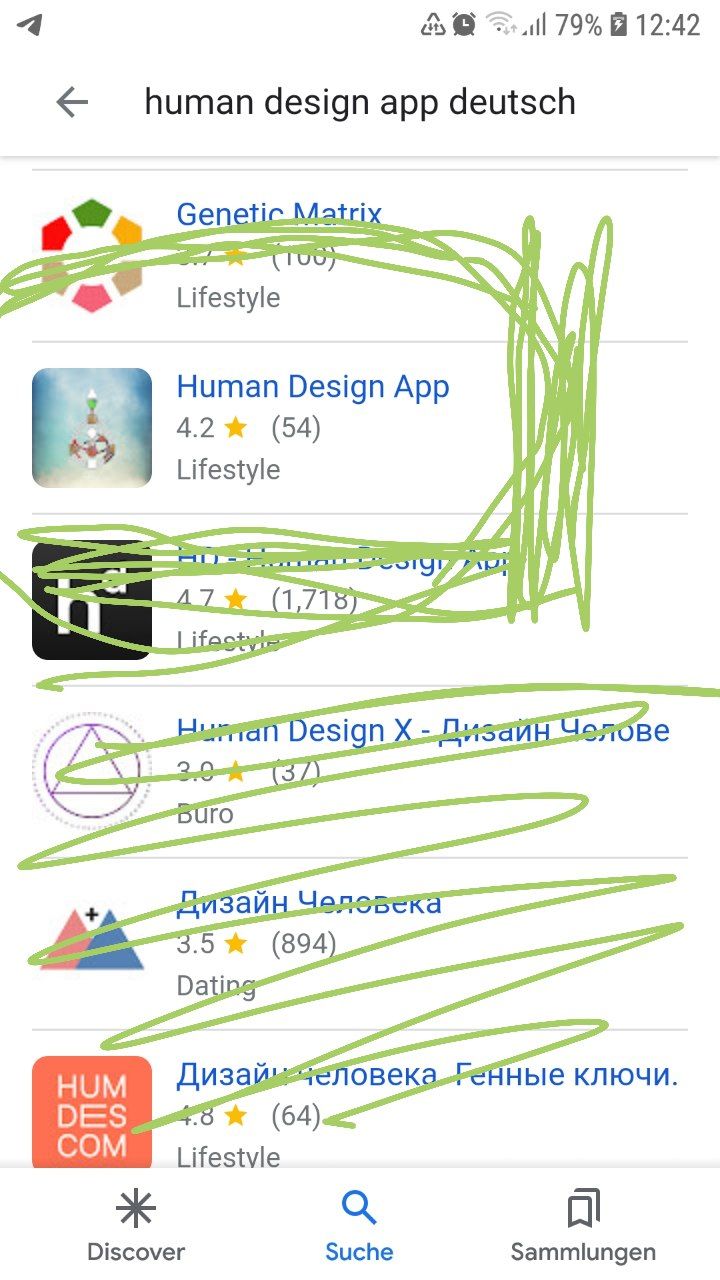 79% 12:42
human design app deutsch
Genetic Matrix
3.7 (106)
Lifestyle
Human Design App
4.2 (54)
Lifestyle
hd
HD - Human Design App
4.7 (1,718)
Lifestyle
Human Design X - Дизайн Челове
3.0 (37)
Buro
Дизайн Человека
3.5 (894)
Dating
HUM
DES
COM
Дизайн человека. Генные ключи.
4.8 (64)
Lifestyle
Discover Suche Sammlungen